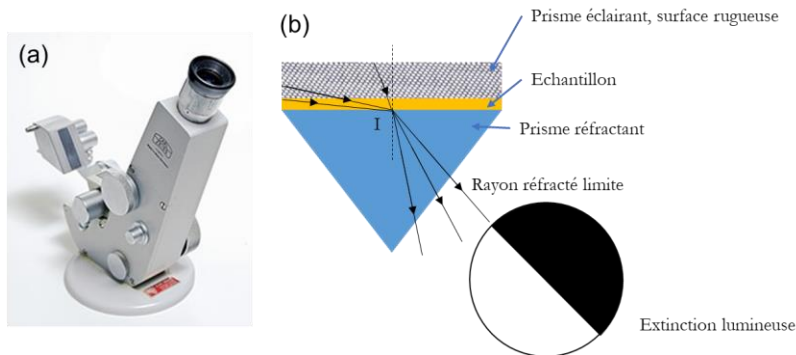 (a)
(b)
Prisme éclairant, surface rugueuse
Echantillon
I
Prisme réfractant
Rayon réfracté limite
Extinction lumineuse